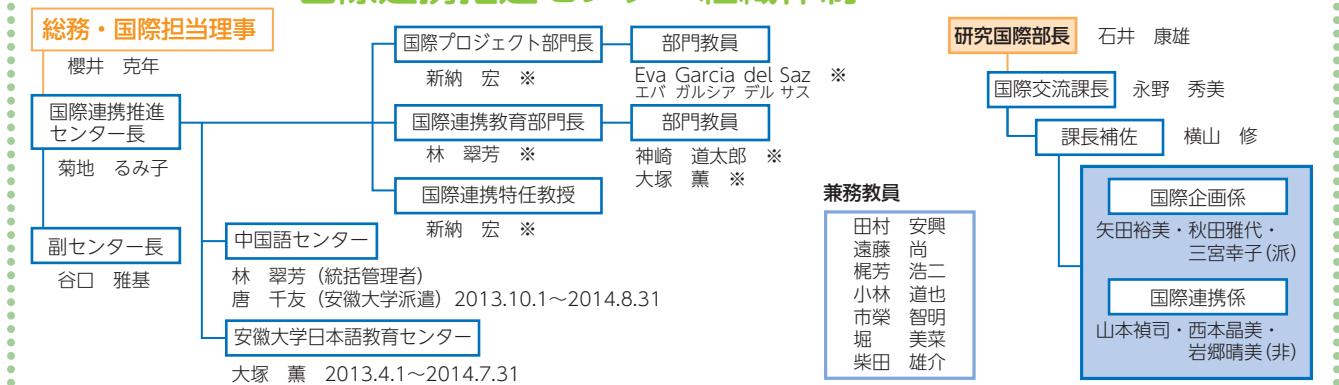 総務・国際担当理事
櫻井 克年
国際連携推進
センター長
菊地 るみ子
副センター長
谷口 雅基
国際プロジェクト部門長
新納 宏 ※
部門教員
Eva Garcia del Saz ※
エバ ガルシア デル サス
国際連携教育部門長
林 翠芳 ※
部門教員
神崎 道太郎 ※
大塚 薫 ※
国際連携特任教授
新納 宏 ※
中国語センター
林 翠芳(統括管理者)
唐 千友(安徽大学派遣)2013.10.1~2014.8.31
安徽大学日本語教育センター
大塚 薫 2013.4.1~2014.7.31
兼務教員
田村 安興
遠藤 尚
梶芳 浩二
小林 道也
市榮 智明
堀 美菜
柴田 雄介
研究国際部長 石井 康雄
国際交流課長 永野 秀美
課長補佐 横山 修
国際企画係
矢田裕美・秋田雅代・
三宮幸子(派)
国際連携係
山本禎司・西本晶美・
岩郷晴美(非)